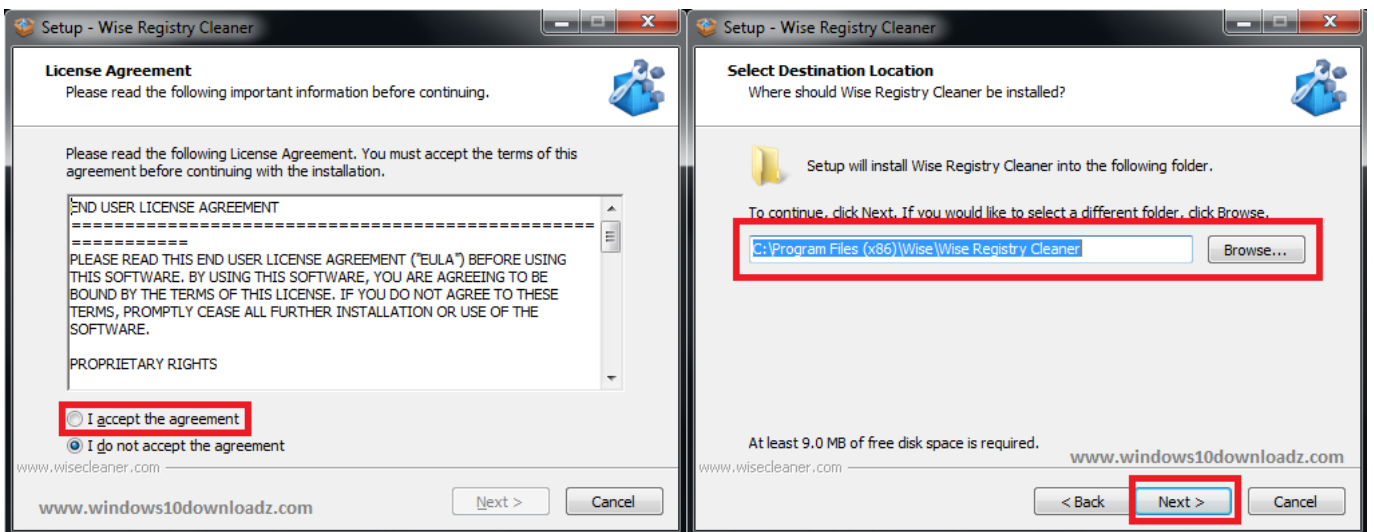 Setup - Wise Registry Cleaner
License Agreement
Please read the following important information before continuing.
Please read the following License Agreement. You must accept the terms of this
agreement before continuing with the installation.
END USER LICENSE AGREEMENT
=================================================
===========
PLEASE READ THIS END USER LICENSE AGREEMENT ("EULA") BEFORE USING
THIS SOFTWARE. BY USING THIS SOFTWARE, YOU ARE AGREEING TO BE
BOUND BY THE TERMS OF THIS LICENSE. IF YOU DO NOT AGREE TO THESE
TERMS, PROMPTLY CEASE ALL FURTHER INSTALLATION OR USE OF THE
SOFTWARE.
PROPRIETARY RIGHTS
I accept the agreement
I do not accept the agreement
www.wisecleaner.com
www.windows10downloadz.com
Next >
Cancel
Setup - Wise Registry Cleaner
Select Destination Location
Where should Wise Registry Cleaner be installed?
Setup will install Wise Registry Cleaner into the following folder.
To continue, click Next. If you would like to select a different folder, click Browse.
C:\Program Files (x86)\Wise\Wise Registry Cleaner
Browse...
At least 9.0 MB of free disk space is required.
www.windows10downloadz.com
www.wisecleaner.com
< Back
Next >
Cancel